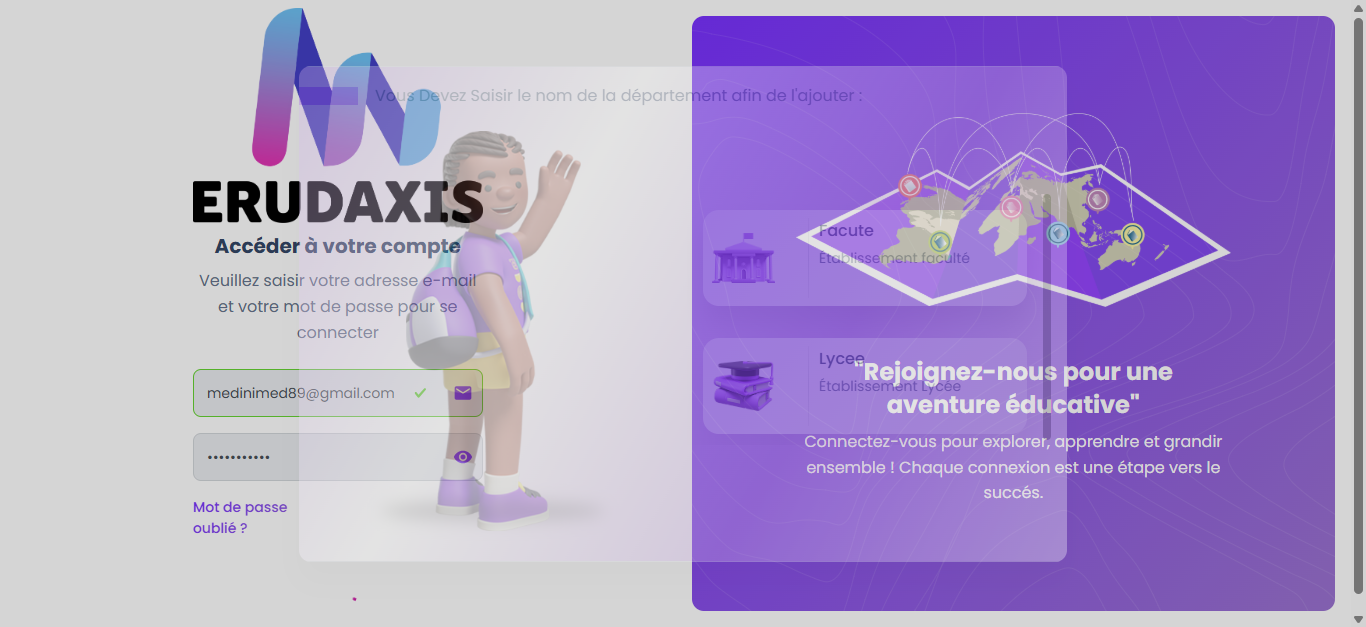 Vous Devez Saisir le nom de la département afin de l'ajouter :
ERUDAXIS
Accéder à votre compte
Veuillez saisir votre adresse e-mail
et votre mot de passe pour se
connecter
medinimed89@gmail.com
•••••••••••
Mot de passe
oublié ?
Facute
Établissement faculté
Lycee
Établissement Lycée
"Rejoignez-nous pour une
aventure éducative"
Connectez-vous pour explorer, apprendre et grandir
ensemble ! Chaque connexion est une étape vers le
succés.